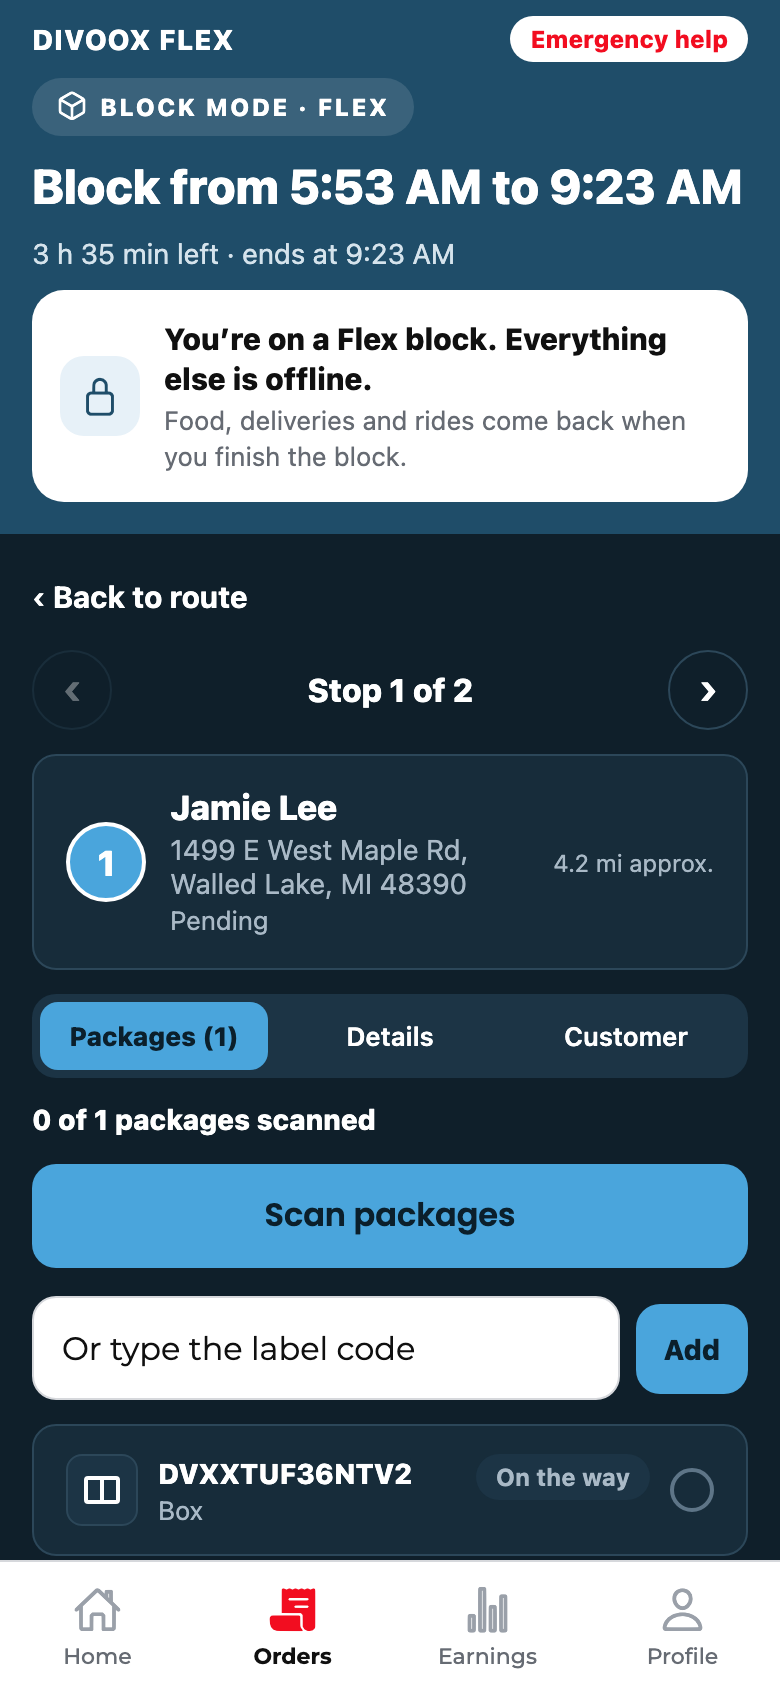 DIVOOX FLEX
Emergency help
BLOCK MODE · FLEX
Block from 5:53 AM to 9:23 AM
3 h 35 min left · ends at 9:23 AM
You’re on a Flex block. Everything
else is offline.
Food, deliveries and rides come back when
you finish the block.
‹ Back to route
‹
Stop 1 of 2
›
1
Jamie Lee
1499 E West Maple Rd,
Walled Lake, MI 48390
Pending
4.2 mi approx.
Packages (1)
Details
Customer
0 of 1 packages scanned
Scan packages
Or type the label code
Add
DVXXTUF36NTV2
Box
On the way
Home
Orders
Earnings
Profile